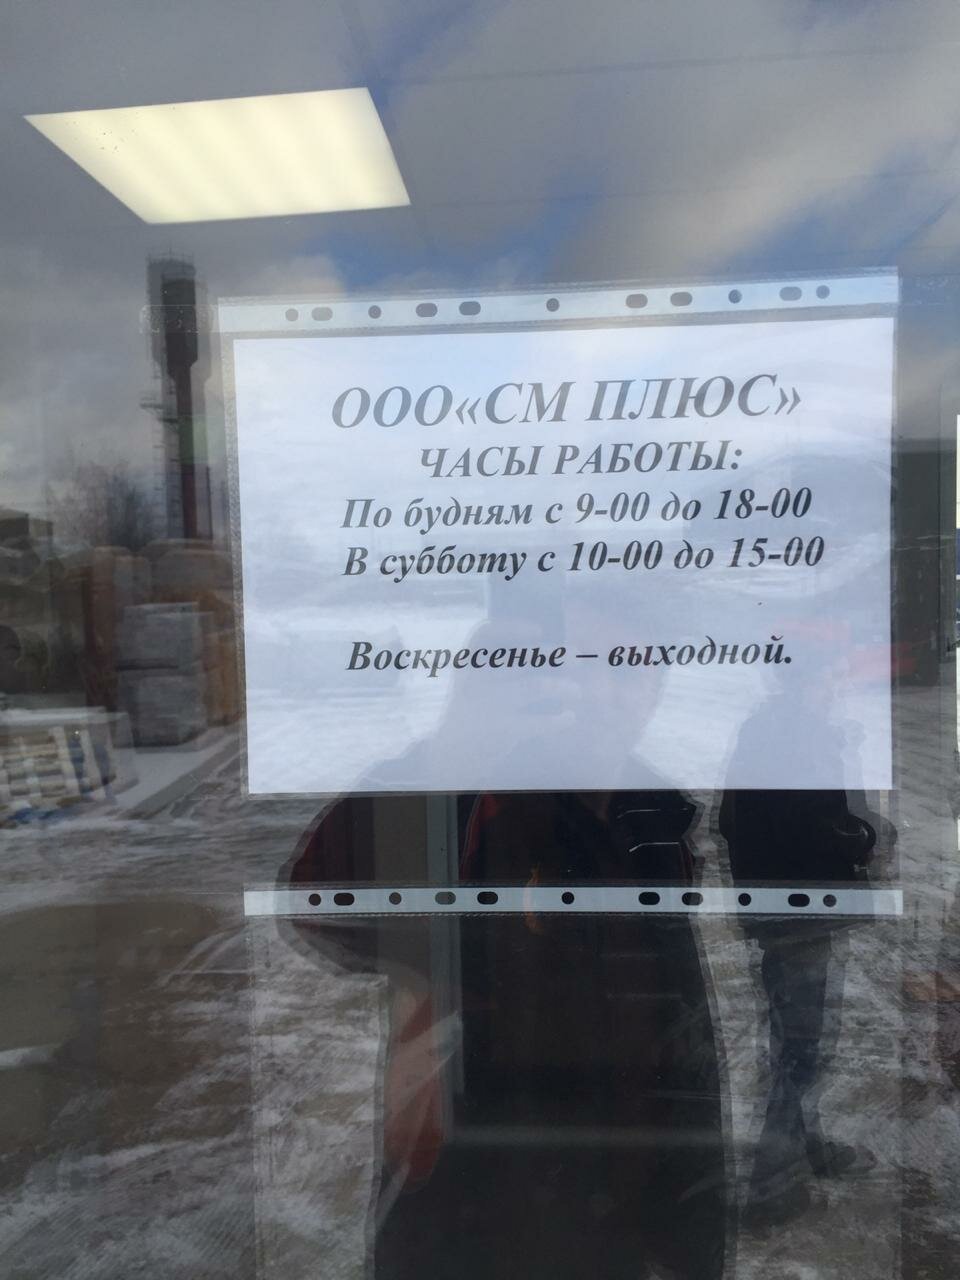 ООО«СМ ПЛЮС»
ЧАСЫ РАБОТЫ:
По будням с 9-00 до 18-00
В субботу с 10-00 до 15-00
Воскресенье – выходной.